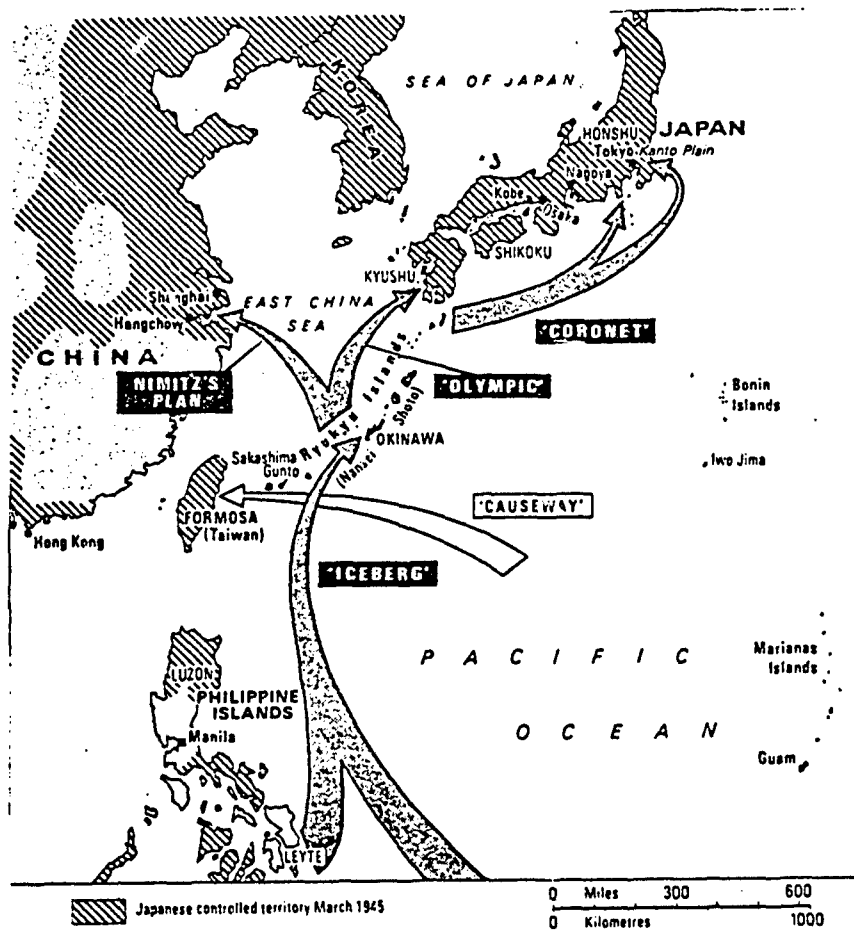 KOREA
SEA OF JAPAN
HONSHU
JAPAN
Tokyo
Kanto Plain
Nagoya
Kobe
Osaka
SHIKOKU
KYUSHU
Shanghai
Hangchow
EAST CHINA
SEA
'CORONET'
CHINA
NIMITZ'S
PLAN
'OLYMPIC'
Bonin
Islands
Ryukyu Islands
Shoto)
OKINAWA
(Nansei
Iwo Jima
Sakashima
Gunto
'CAUSEWAY'
FORMOSA
(Taiwan)
Hong Kong
'ICEBERG'
PACIFIC
OCEAN
Marianas
Islands
LUZON
PHILIPPINE
ISLANDS
Manila
Guam
LEYTE
Japanese controlled territory March 1945
0 Miles 300 600
0 Kilometres 1000